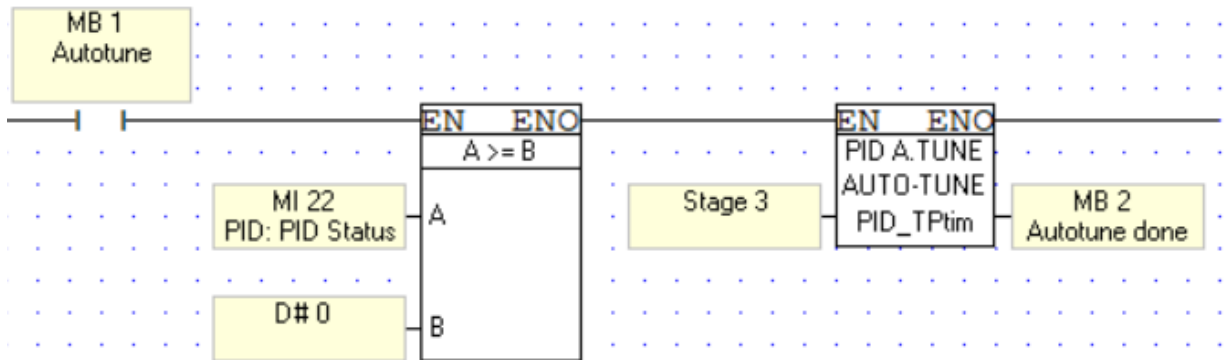 MB 1
Autotune
EN ENO
A >= B
MI 22
PID: PID Status
A
D# 0
B
EN ENO
PID A.TUNE
AUTO-TUNE
PID_TPtim
Stage 3
MB 2
Autotune done